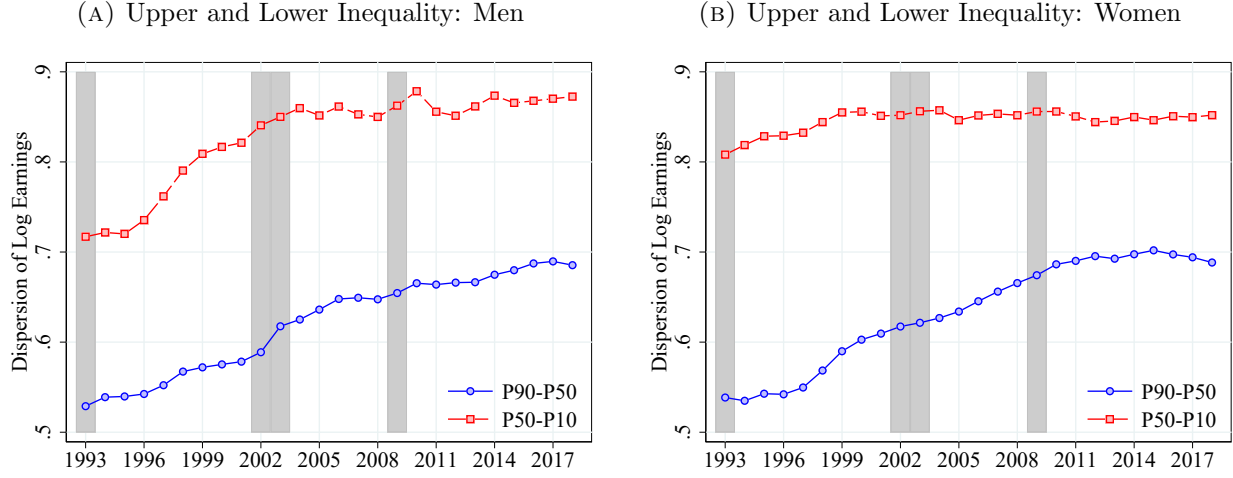 (A) Upper and Lower Inequality: Men
Dispersion of Log Earnings
.9
.8
.7
.6
.5
P90-P50
P50-P10
1993 1996 1999 2002 2005 2008 2011 2014 2017
(B) Upper and Lower Inequality: Women
Dispersion of Log Earnings
.9
.8
.7
.6
.5
P90-P50
P50-P10
1993 1996 1999 2002 2005 2008 2011 2014 2017